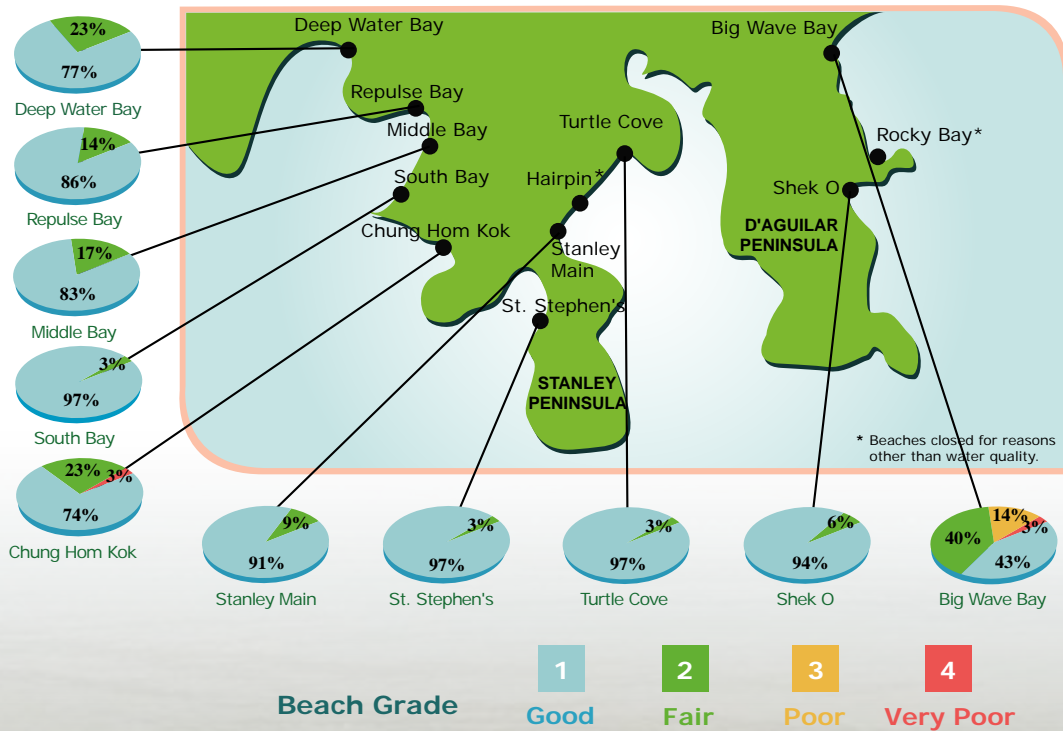 23%
77%
Deep Water Bay
14%
86%
Repulse Bay
17%
83%
Middle Bay
3%
97%
South Bay
23%
3%
74%
Chung Hom Kok
Deep Water Bay
Big Wave Bay
Repulse Bay
Middle Bay
Turtle Cove
Rocky Bay*
South Bay
Hairpin*
Shek O
Chung Hom Kok
Stanley
Main
D'AGUILAR
PENINSULA
St. Stephen's
STANLEY
PENINSULA
* Beaches closed for reasons
other than water quality.
9%
91%
Stanley Main
3%
97%
St. Stephen's
3%
97%
Turtle Cove
6%
94%
Shek O
14%
3%
40%
43%
Big Wave Bay
Beach Grade
1
Good
2
Fair
3
Poor
4
Very Poor